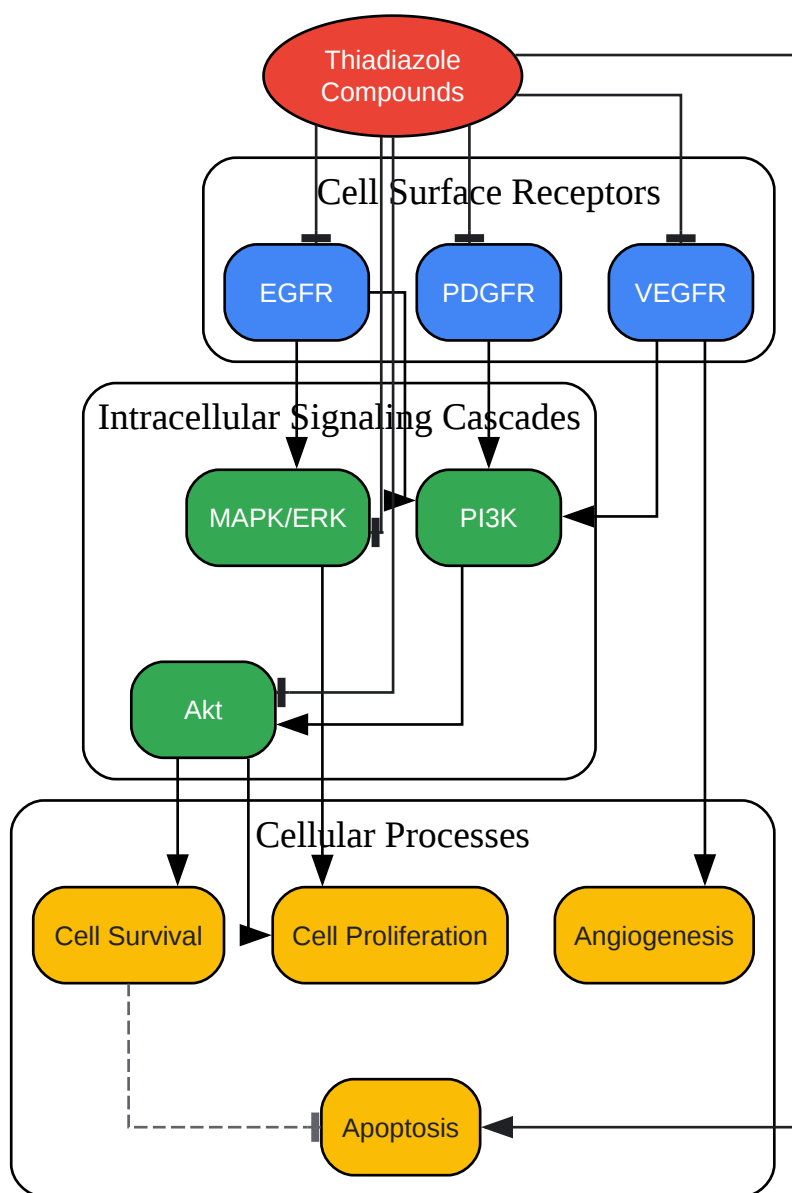 Thiadiazole
Compounds
Cell Surface Receptors
EGFR
PDGFR
VEGFR
Intracellular Signaling Cascades
MAPK/ERK
PI3K
Akt
Cellular Processes
Cell Survival
Cell Proliferation
Angiogenesis
Apoptosis